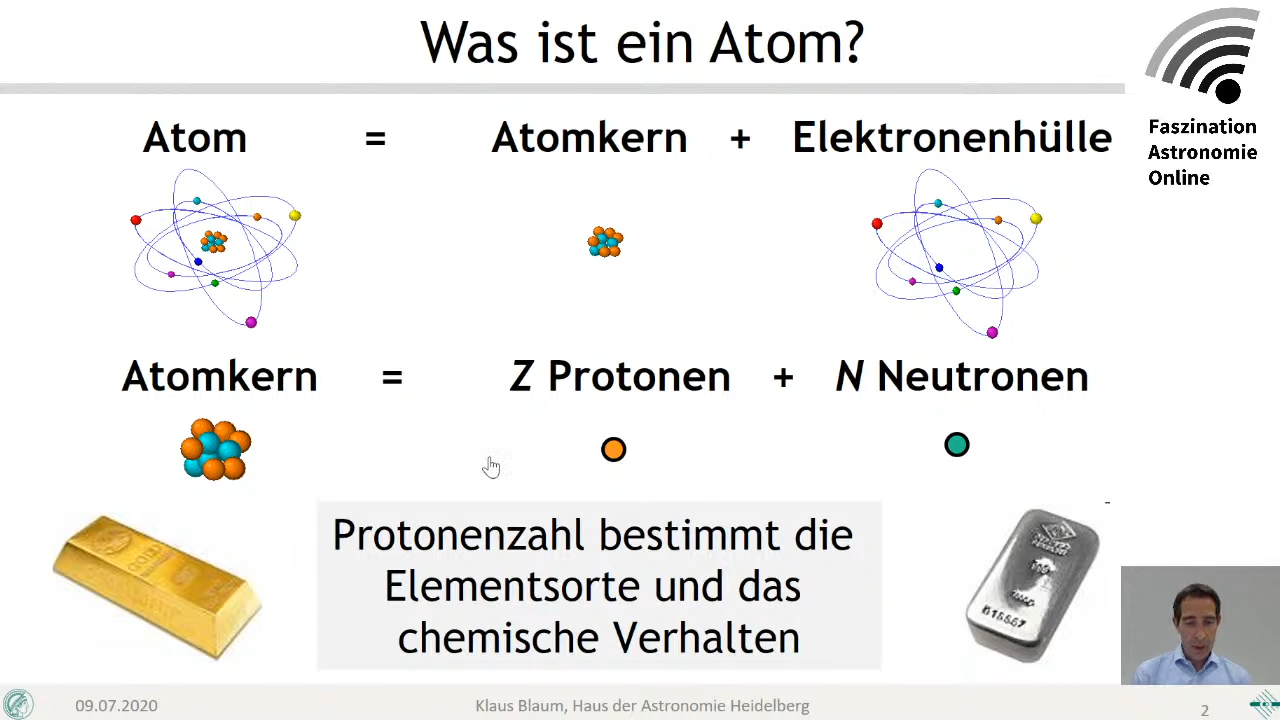 Was ist ein Atom?
Faszination
Astronomie
Online
Atom = Atomkern + Elektronenhülle
Atomkern = Z Protonen + N Neutronen
Protonenzahl bestimmt die
Elementsorte und das
chemische Verhalten
09.07.2020
Klaus Blaum, Haus der Astronomie Heidelberg
2